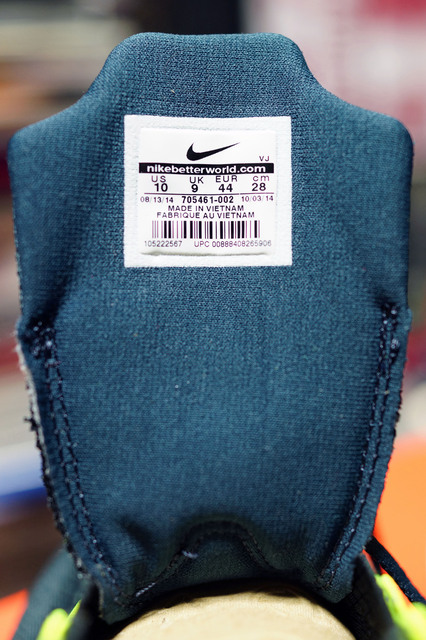 VJ
nikebetterworld.com
US UK EUR cm
10 9 44 28
08/13/14 705461-002 10/03/14
MADE IN VIETNAM
FABRIQUE AU VIETNAM
105222567 UPC 00888408265906